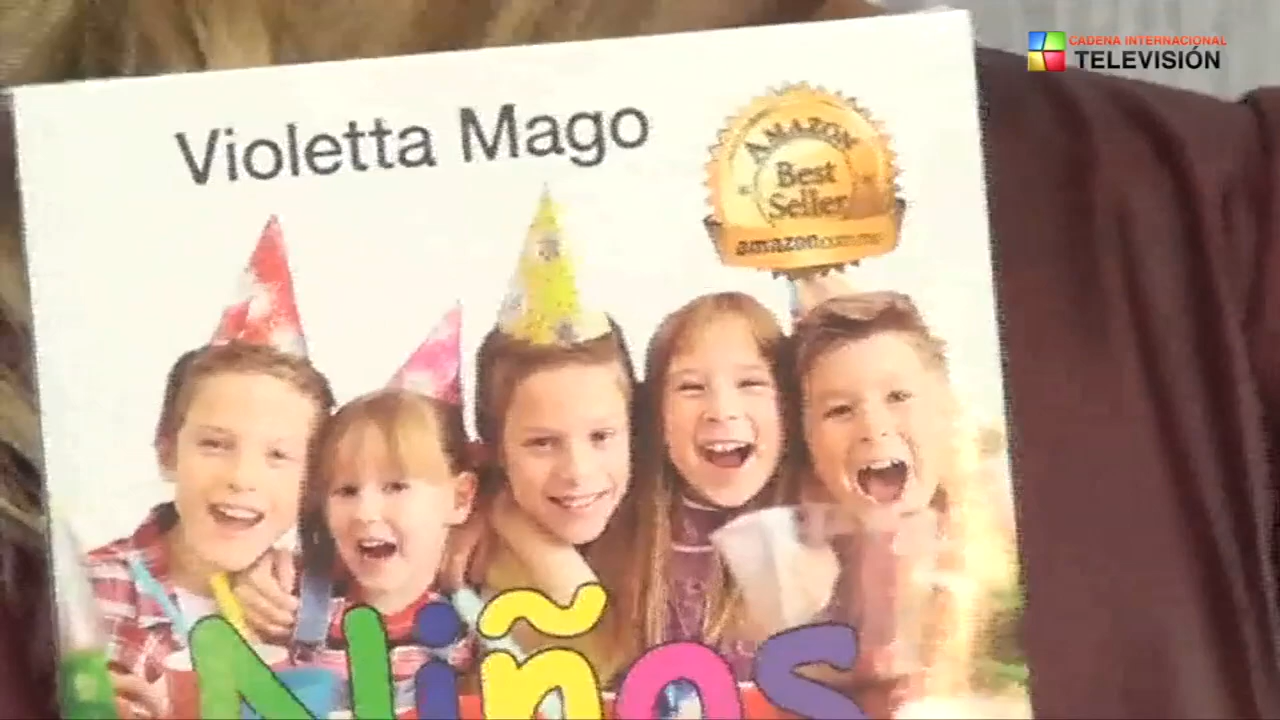 CADENA INTERNACIONAL
TELEVISIÓN
Violetta Mago
AMAZON
Best
Seller
amazon.com.mx
Niños